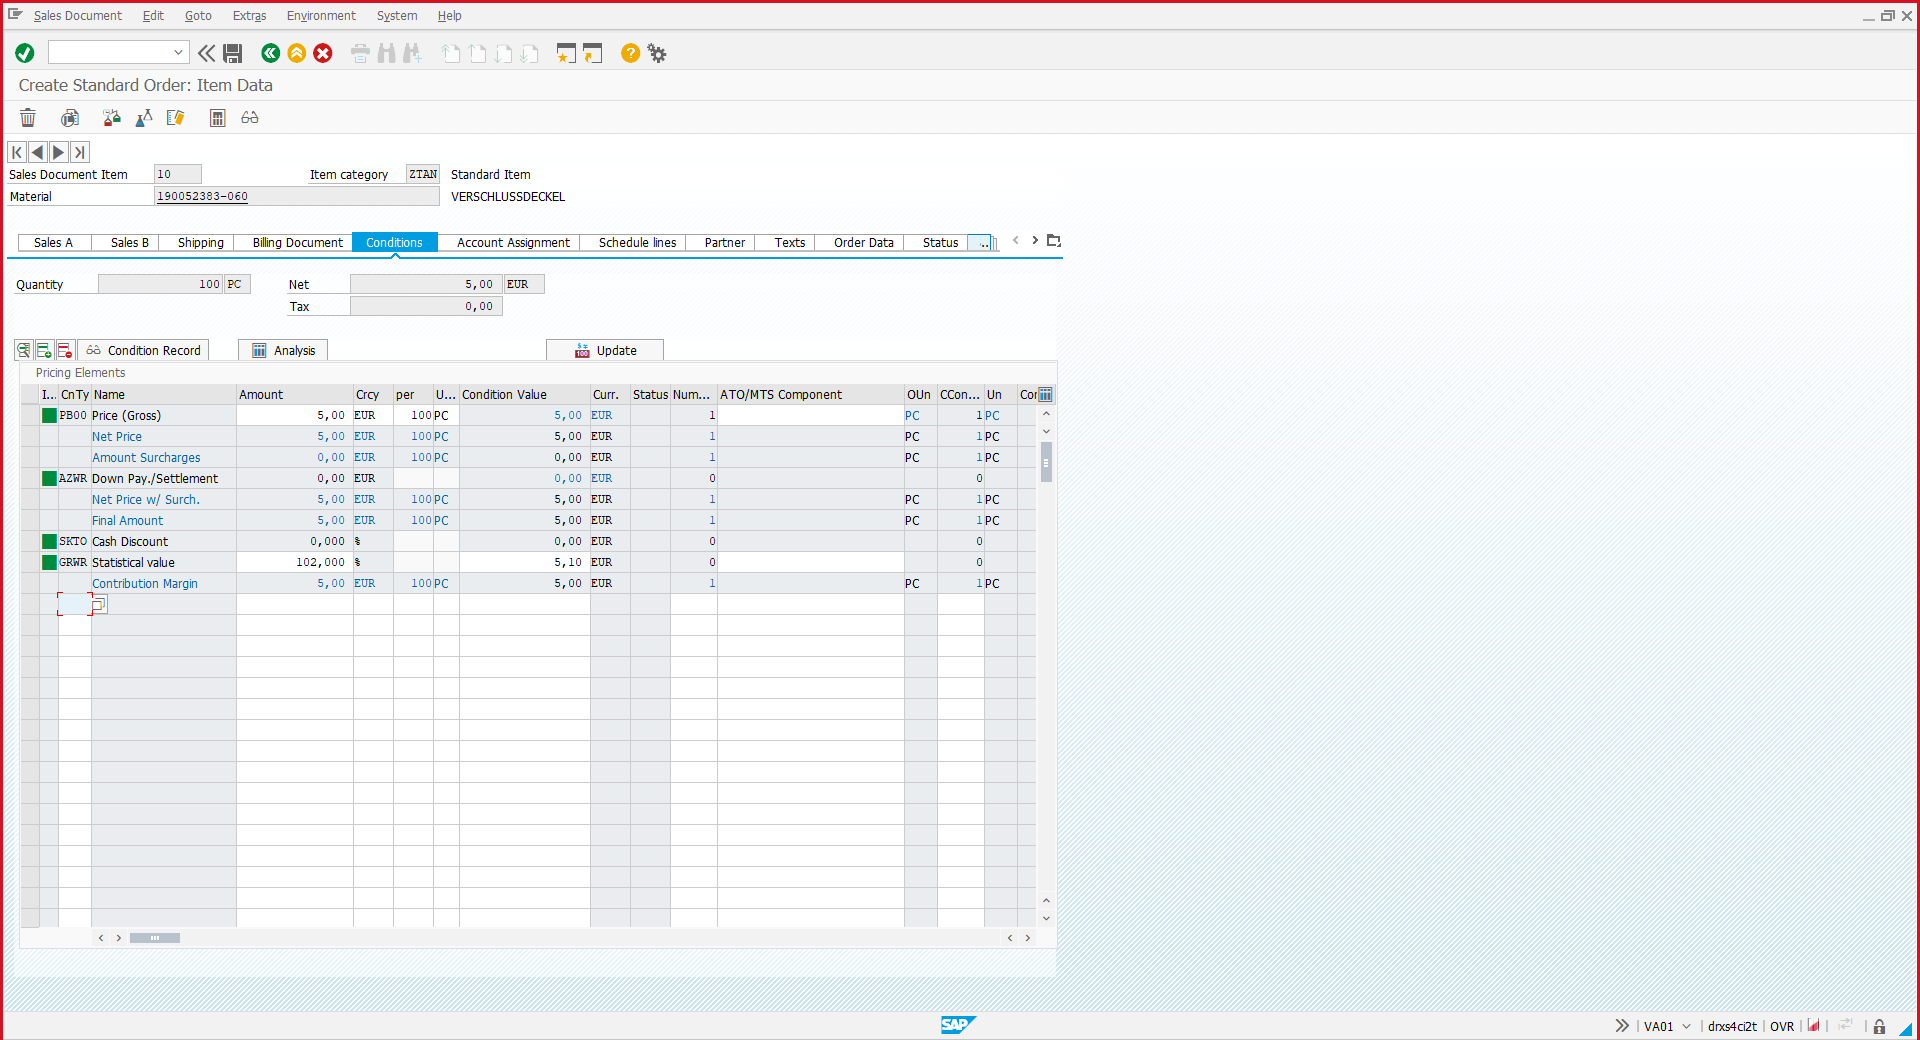 Sales Document Edit Goto Extras Environment System Help
Create Standard Order: Item Data
Sales Document Item 10 Item category ZTAN Standard Item
Material 190052383-060 VERSCHLUSSDECKEL
Sales A Sales B Shipping Billing Document Conditions Account Assignment Schedule lines Partner Texts Order Data Status ..
Quantity 100 PC Net 5,00 EUR
Tax 0,00
Condition Record Analysis Update
Pricing Elements
I... CnTy Name Amount Crcy per U... Condition Value Curr. Status Num... ATO/MTS Component OUn CCon... Un Cor
PB00 Price (Gross) 5,00 EUR 100 PC 5,00 EUR 1 PC 1 PC
Net Price 5,00 EUR 100 PC 5,00 EUR 1 PC 1 PC
Amount Surcharges 0,00 EUR 100 PC 0,00 EUR 1 PC 1 PC
AZWR Down Pay./Settlement 0,00 EUR 0,00 EUR 0 0
Net Price w/ Surch. 5,00 EUR 100 PC 5,00 EUR 1 PC 1 PC
Final Amount 5,00 EUR 100 PC 5,00 EUR 1 PC 1 PC
SKTO Cash Discount 0,000 % 0,00 EUR 0 0
GRWR Statistical value 102,000 % 5,10 EUR 0 0
Contribution Margin 5,00 EUR 100 PC 5,00 EUR 1 PC 1 PC
SAP VA01 drxs4ci2t OVR